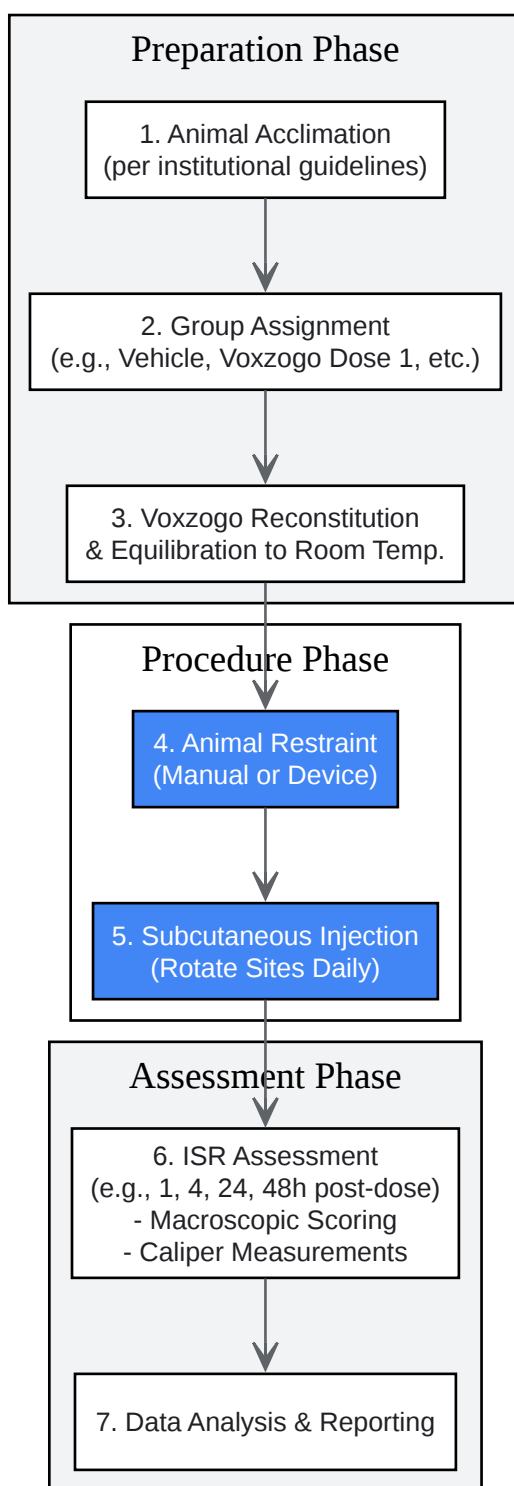 Preparation Phase
1. Animal Acclimation
(per institutional guidelines)
2. Group Assignment
(e.g., Vehicle, Voxzogo Dose 1, etc.)
3. Voxzogo Reconstitution
& Equilibration to Room Temp.
Procedure Phase
4. Animal Restraint
(Manual or Device)
5. Subcutaneous Injection
(Rotate Sites Daily)
Assessment Phase
6. ISR Assessment
(e.g., 1, 4, 24, 48h post-dose)
- Macroscopic Scoring
- Caliper Measurements
7. Data Analysis & Reporting